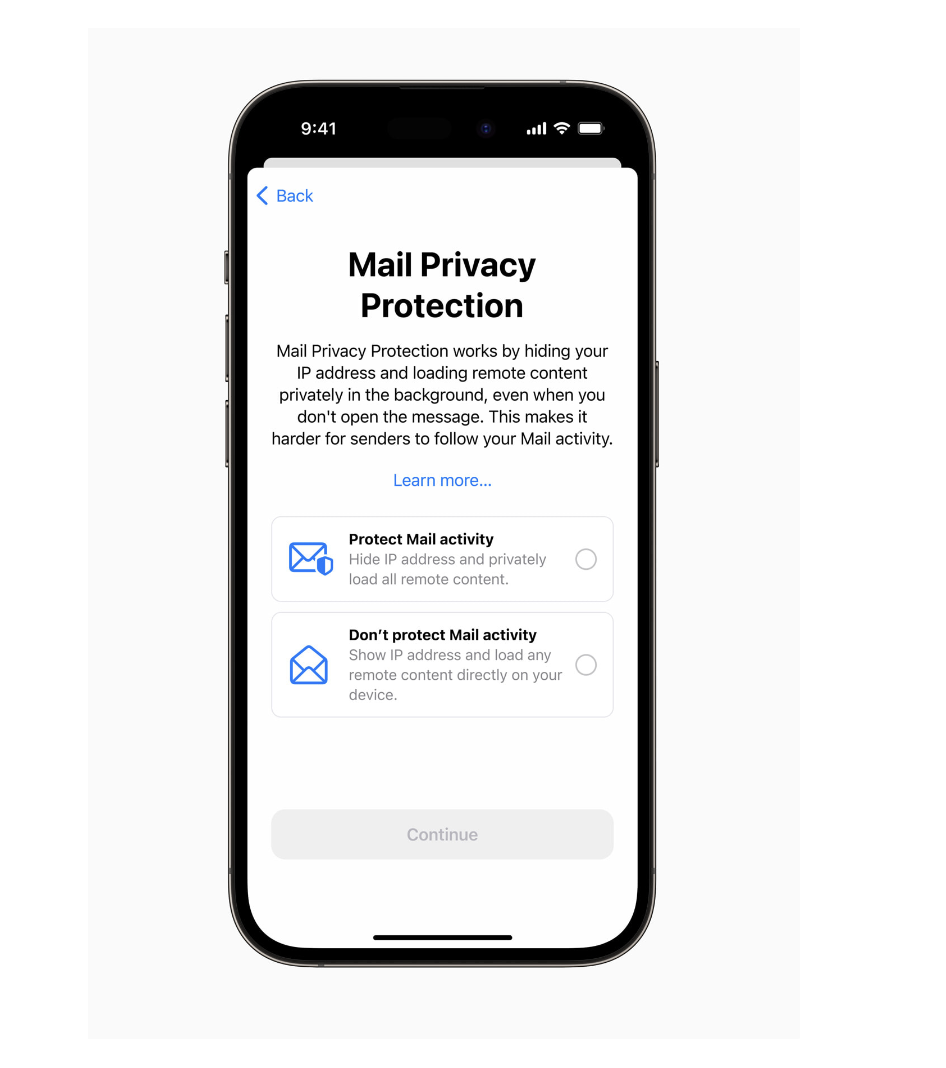 9:41
Back
Mail Privacy
Protection
Mail Privacy Protection works by hiding your
IP address and loading remote content
privately in the background, even when you
don't open the message. This makes it
harder for senders to follow your Mail activity.
Learn more...
Protect Mail activity
Hide IP address and privately
load all remote content.
Don’t protect Mail activity
Show IP address and load any
remote content directly on your
device.
Continue